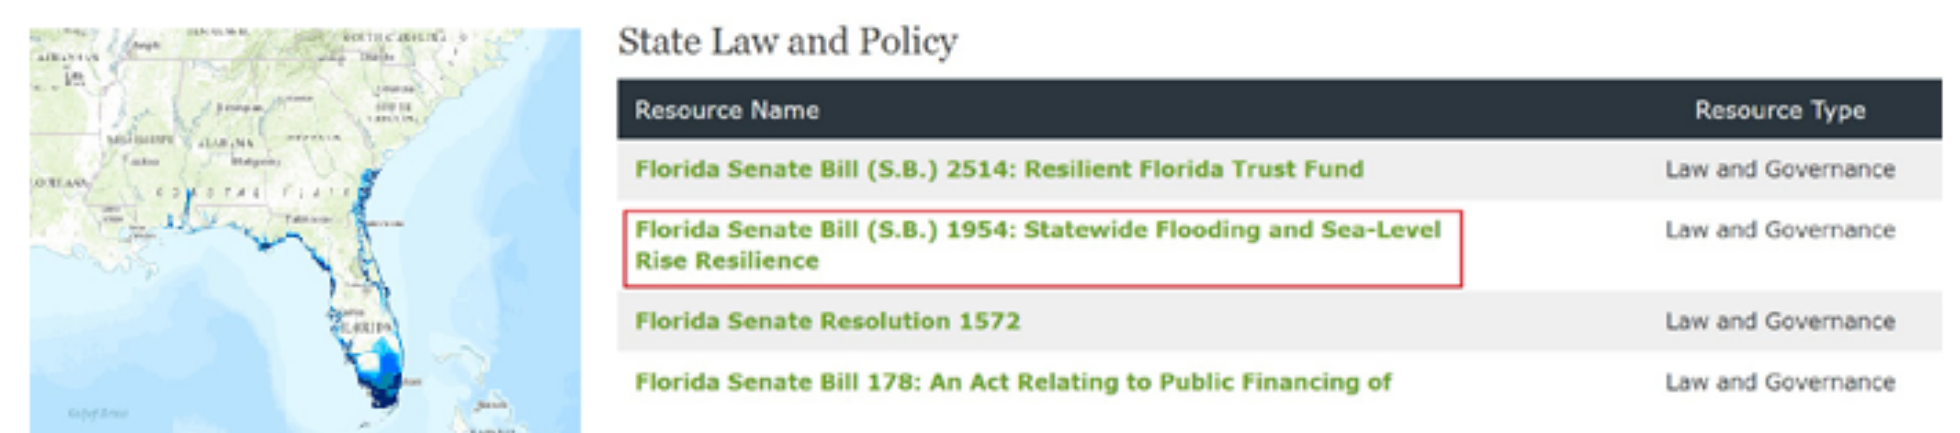 State Law and Policy
Resource Name Resource Type
Florida Senate Bill (S.B.) 2514: Resilient Florida Trust Fund Law and Governance
Florida Senate Bill (S.B.) 1954: Statewide Flooding and Sea-Level Law and Governance
Rise Resilience
Florida Senate Resolution 1572 Law and Governance
Florida Senate Bill 178: An Act Relating to Public Financing of Law and Governance
ALABAMA
FLORIDA